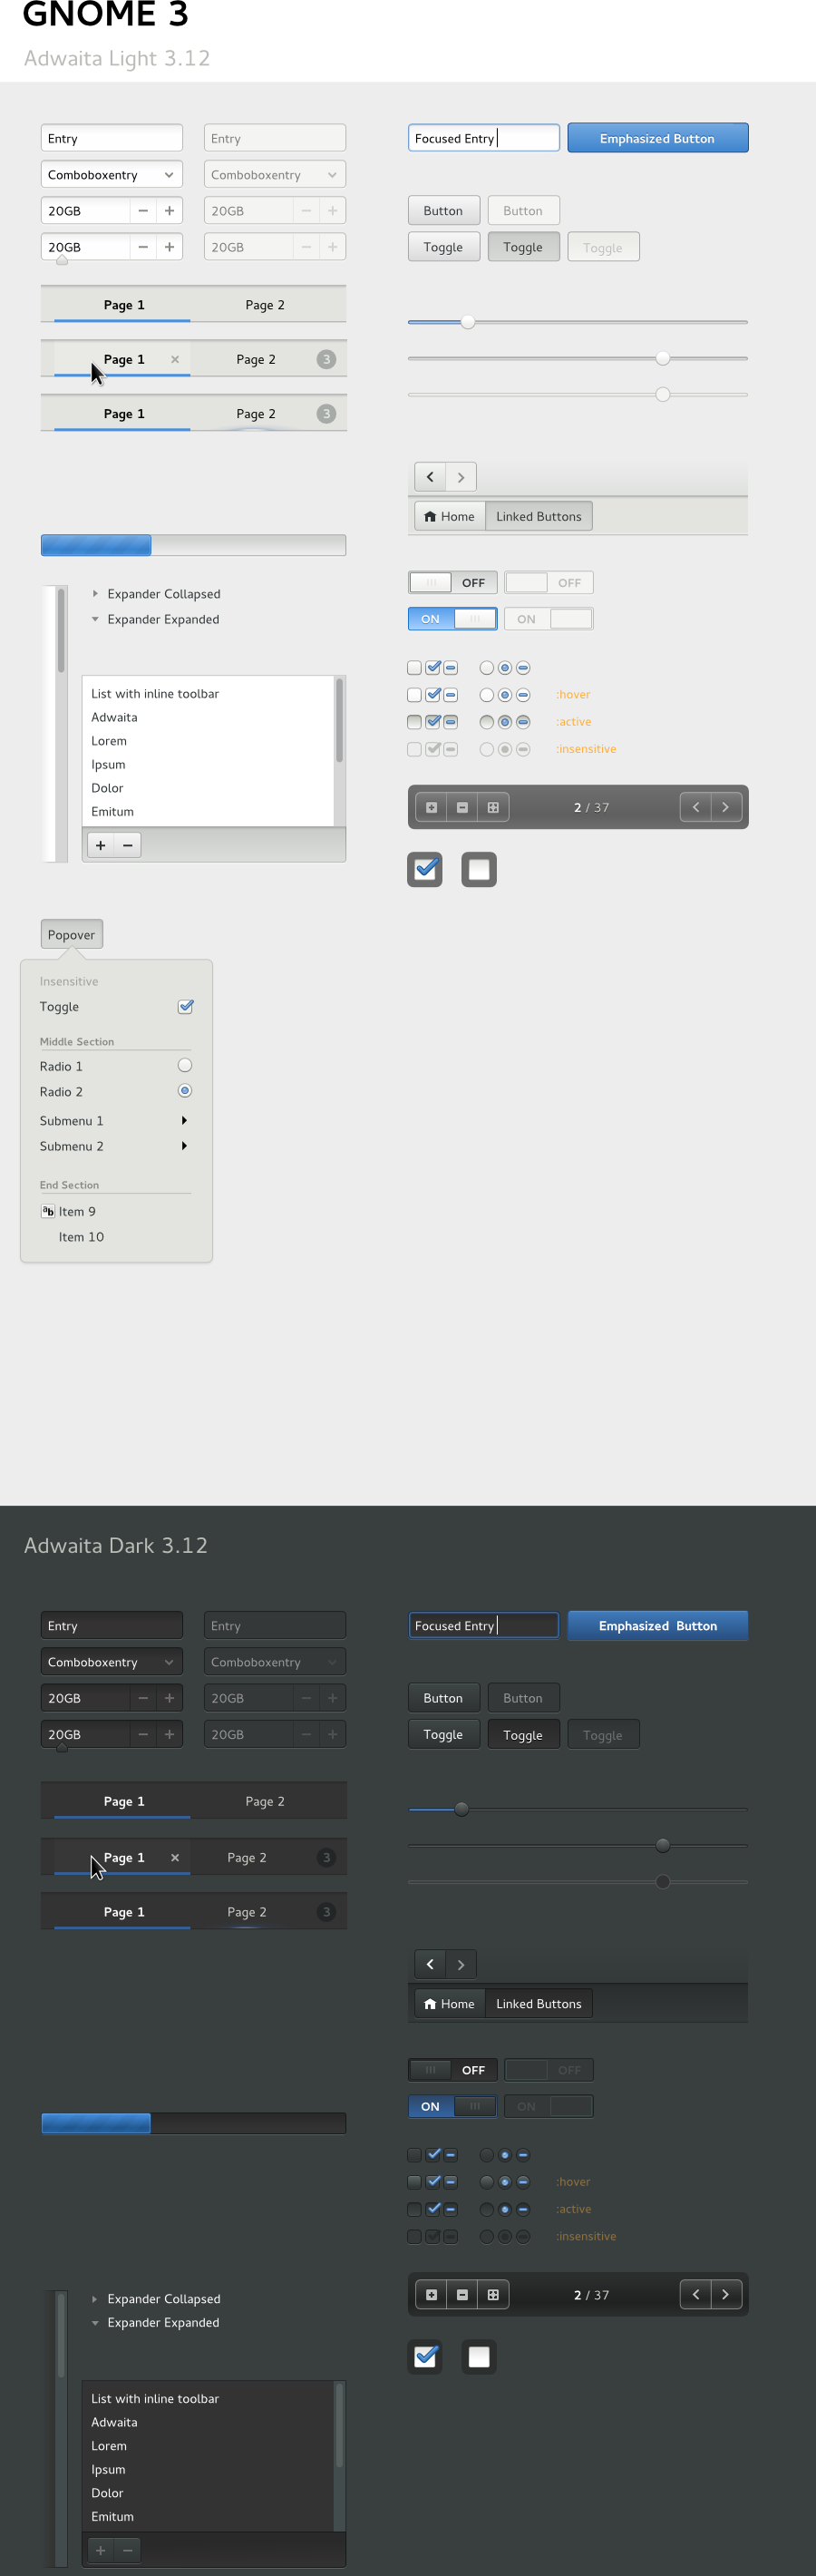 GNOME 3
Adwaita Light 3.12
Entry
Entry
Focused Entry
Emphasized Button
Comboboxentry
Comboboxentry
20GB
20GB
Button
Button
20GB
20GB
Toggle
Toggle
Toggle
Page 1
Page 2
Page 1
Page 2
3
Page 1
Page 2
3
Home
Linked Buttons
OFF
OFF
ON
ON
Expander Collapsed
Expander Expanded
:hover
:active
:insensitive
List with inline toolbar
Adwaita
Lorem
Ipsum
Dolor
Emitum
2 / 37
Popover
Insensitive
Toggle
Middle Section
Radio 1
Radio 2
Submenu 1
Submenu 2
End Section
ab Item 9
Item 10
Adwaita Dark 3.12
Entry
Entry
Focused Entry
Emphasized Button
Comboboxentry
Comboboxentry
20GB
20GB
Button
Button
20GB
20GB
Toggle
Toggle
Toggle
Page 1
Page 2
Page 1
Page 2
3
Page 1
Page 2
3
Home
Linked Buttons
OFF
OFF
ON
ON
:hover
:active
:insensitive
2 / 37
Expander Collapsed
Expander Expanded
List with inline toolbar
Adwaita
Lorem
Ipsum
Dolor
Emitum